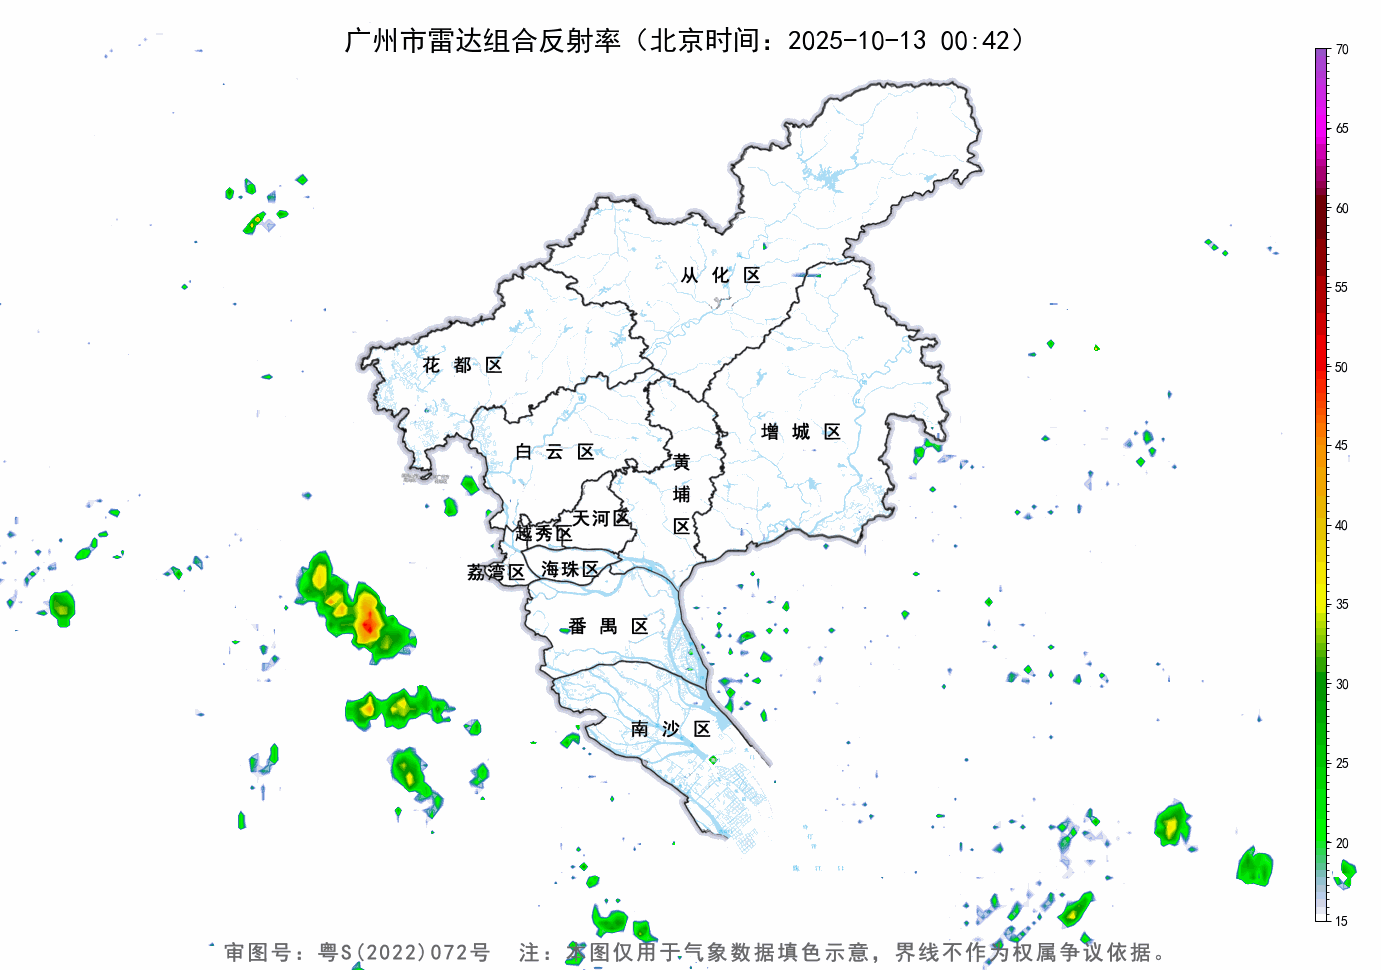 广州市雷达组合反射率（北京时间：2025-10-13 00:42）
70
65
60
55
50
45
40
35
30
25
20
15
从化区
花都区
增城区
白云区
黄埔区
天河区
越秀区
荔湾区
海珠区
番禺区
南沙区
审图号：粤S(2022)072号 注：本图仅用于气象数据填色示意，界线不作为权属争议依据。